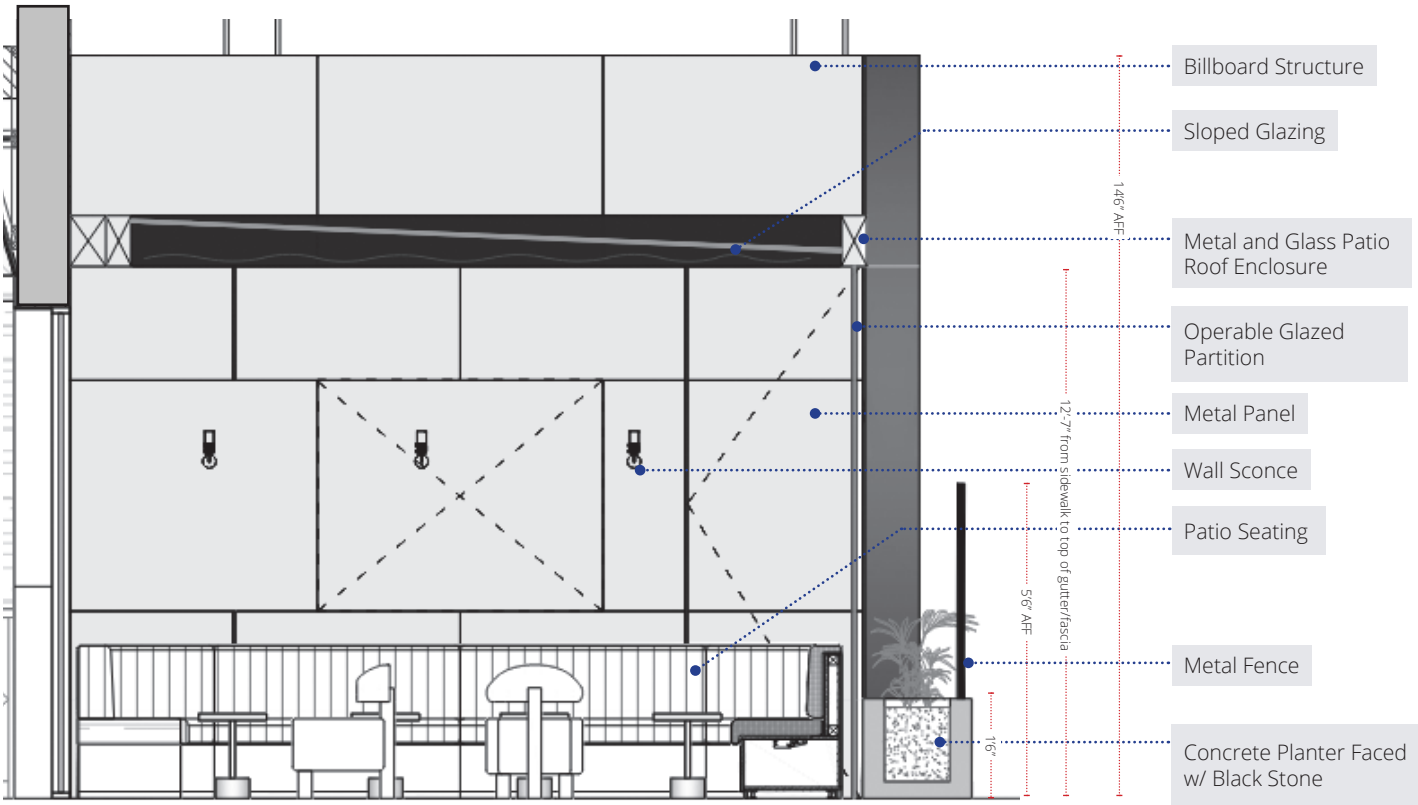 Billboard Structure
Sloped Glazing
14'6" AFF
Metal and Glass Patio
Roof Enclosure
Operable Glazed
Partition
12'-7" from sidewalk to top of gutter/fascia
Metal Panel
Wall Sconce
Patio Seating
5'6" AFF
Metal Fence
1'6"
Concrete Planter Faced
w/ Black Stone